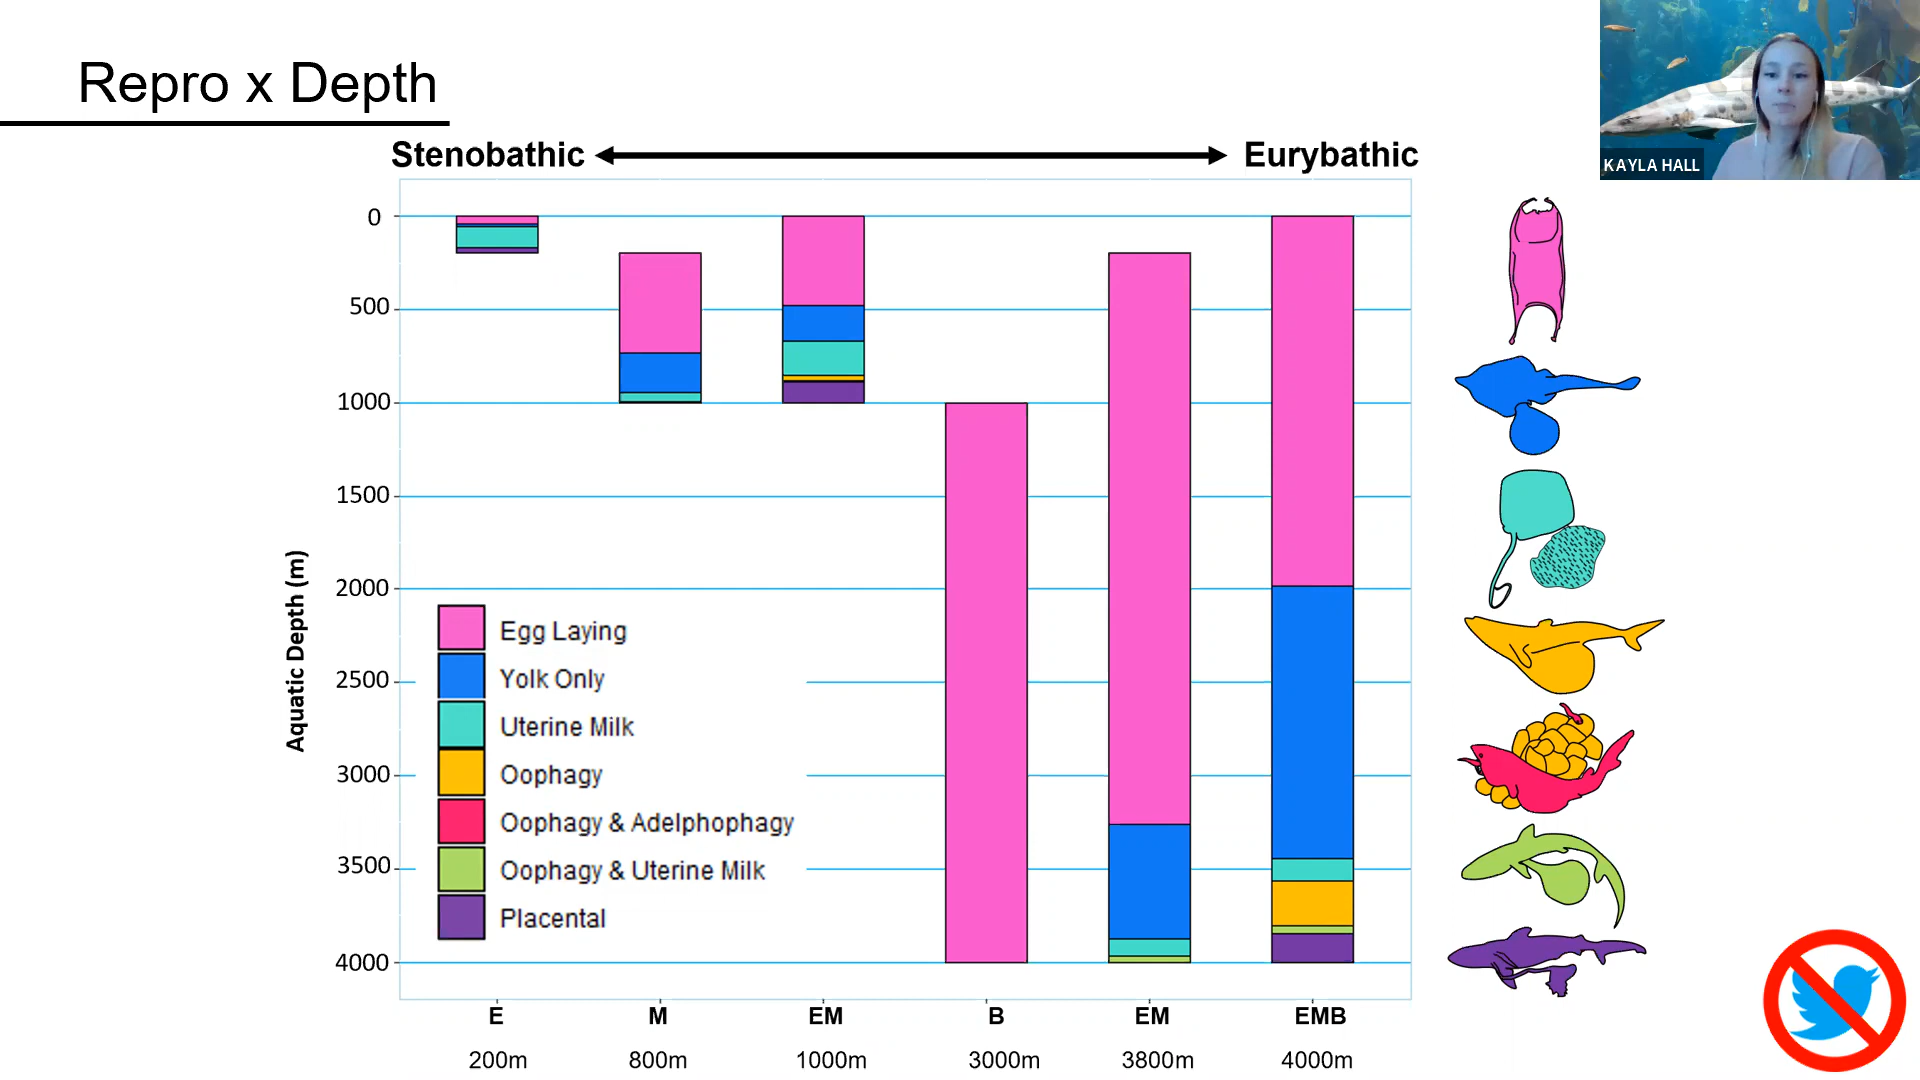 Repro x Depth
KAYLA HALL
Stenobathic
Eurybathic
0
500
1000
1500
2000
2500
3000
3500
4000
Aquatic Depth (m)
Egg Laying
Yolk Only
Uterine Milk
Oophagy
Oophagy & Adelphophagy
Oophagy & Uterine Milk
Placental
E M EM B EM EMB
200m 800m 1000m 3000m 3800m 4000m